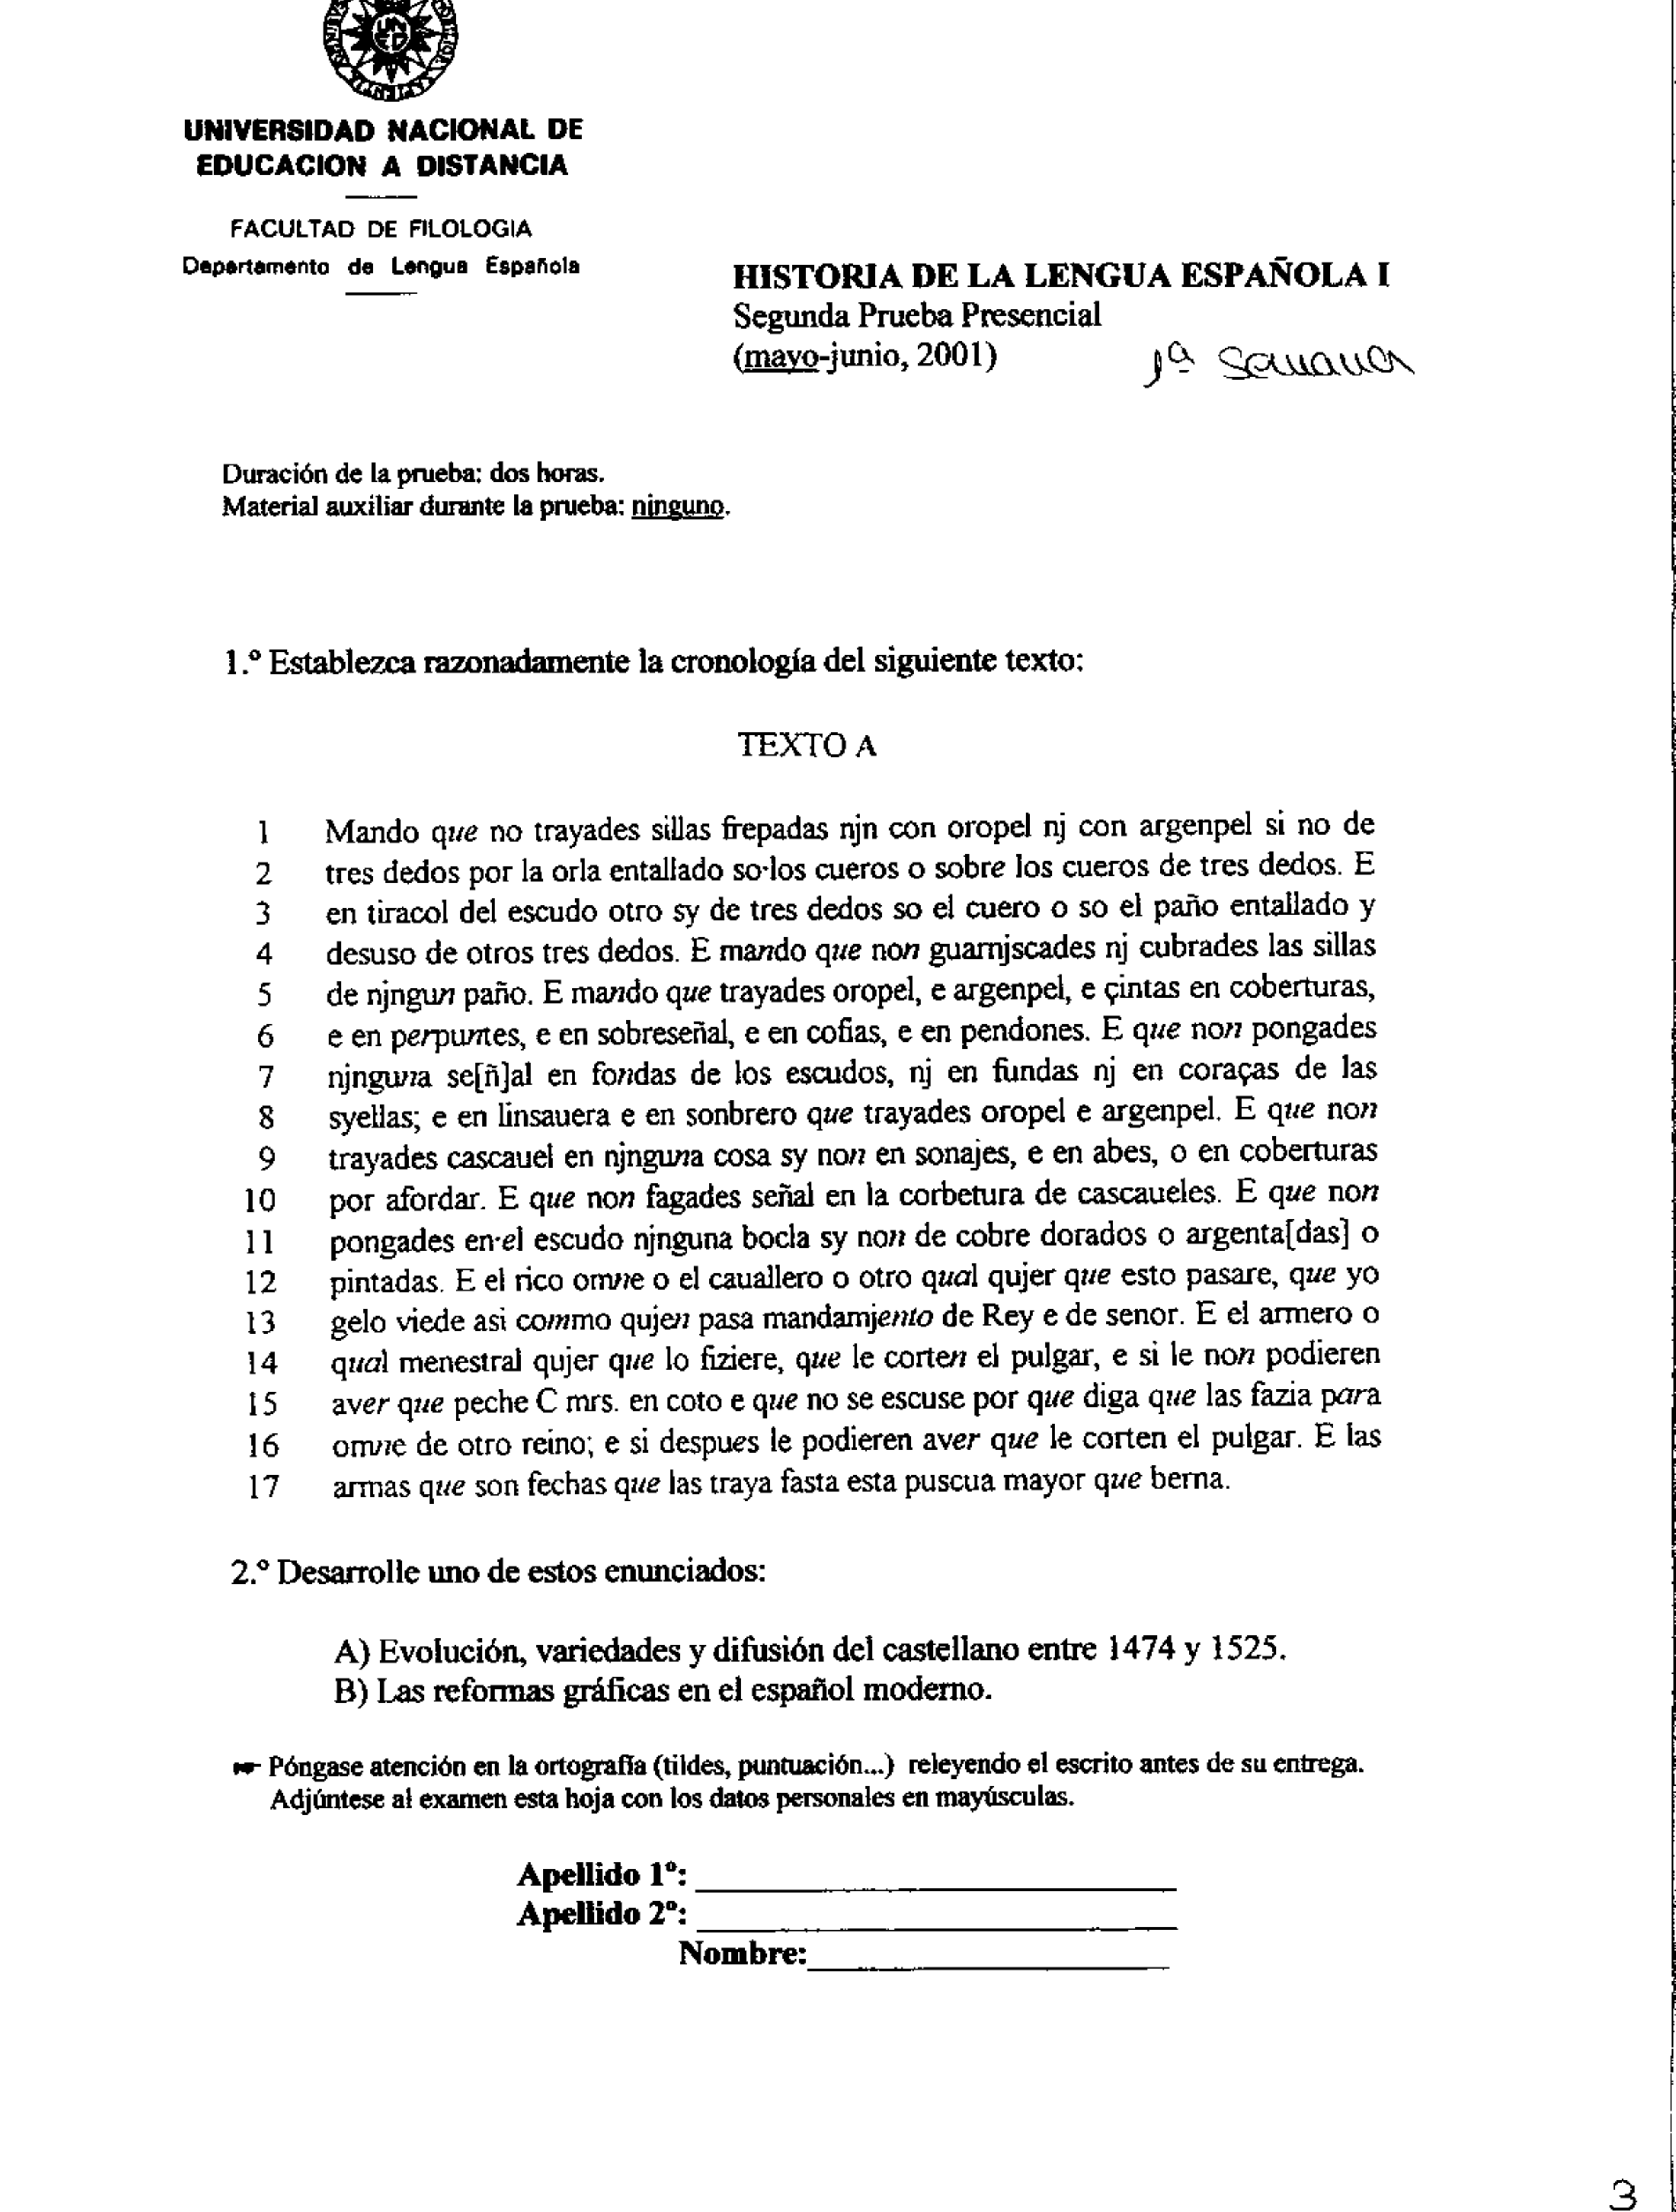 UNIVERSIDAD NACIONAL DE
EDUCACION A DISTANCIA
FACULTAD DE FILOLOGIA
Departamento de Lengua Española
HISTORIA DE LA LENGUA ESPAÑOLA I
Segunda Prueba Presencial
(mayo-junio, 2001) 1ª Semana
Duración de la prueba: dos horas.
Material auxiliar durante la prueba: ninguno.
1.º Establezca razonadamente la cronología del siguiente texto:
TEXTO A
1 Mando que no trayades sillas frepadas njn con oropel nj con argenpel si no de
2 tres dedos por la orla entallado so·los cueros o sobre los cueros de tres dedos. E
3 en tiracol del escudo otro sy de tres dedos so el cuero o so el paño entallado y
4 desuso de otros tres dedos. E mando que non guarnjscades nj cubrades las sillas
5 de njngun paño. E mando que trayades oropel, e argenpel, e çintas en coberturas,
6 e en perpuntes, e en sobreseñal, e en cofias, e en pendones. E que non pongades
7 njnguna se[ñ]al en fondas de los escudos, nj en fundas nj en coraças de las
8 syellas; e en linsauera e en sonbrero que trayades oropel e argenpel. E que non
9 trayades cascauel en njnguna cosa sy non en sonajes, e en abes, o en coberturas
10 por afordar. E que non fagades señal en la corbetura de cascaueles. E que non
11 pongades en·el escudo njnguna bocla sy non de cobre dorados o argenta[das] o
12 pintadas. E el rico omne o el cauallero o otro qual qujer que esto pasare, que yo
13 gelo viede asi commo qujen pasa mandamjento de Rey e de senor. E el armero o
14 qual menestral qujer que lo fiziere, que le corten el pulgar, e si le non podieren
15 aver que peche C mrs. en coto e que no se escuse por que diga que las fazia para
16 omne de otro reino; e si despues le podieren aver que le corten el pulgar. E las
17 armas que son fechas que las traya fasta esta puscua mayor que berna.
2.º Desarrolle uno de estos enunciados:
A) Evolución, variedades y difusión del castellano entre 1474 y 1525.
B) Las reformas gráficas en el español moderno.
☛ Póngase atención en la ortografía (tildes, puntuación...) releyendo el escrito antes de su entrega.
Adjúntese al examen esta hoja con los datos personales en mayúsculas.
Apellido 1º:
Apellido 2º:
Nombre:
3